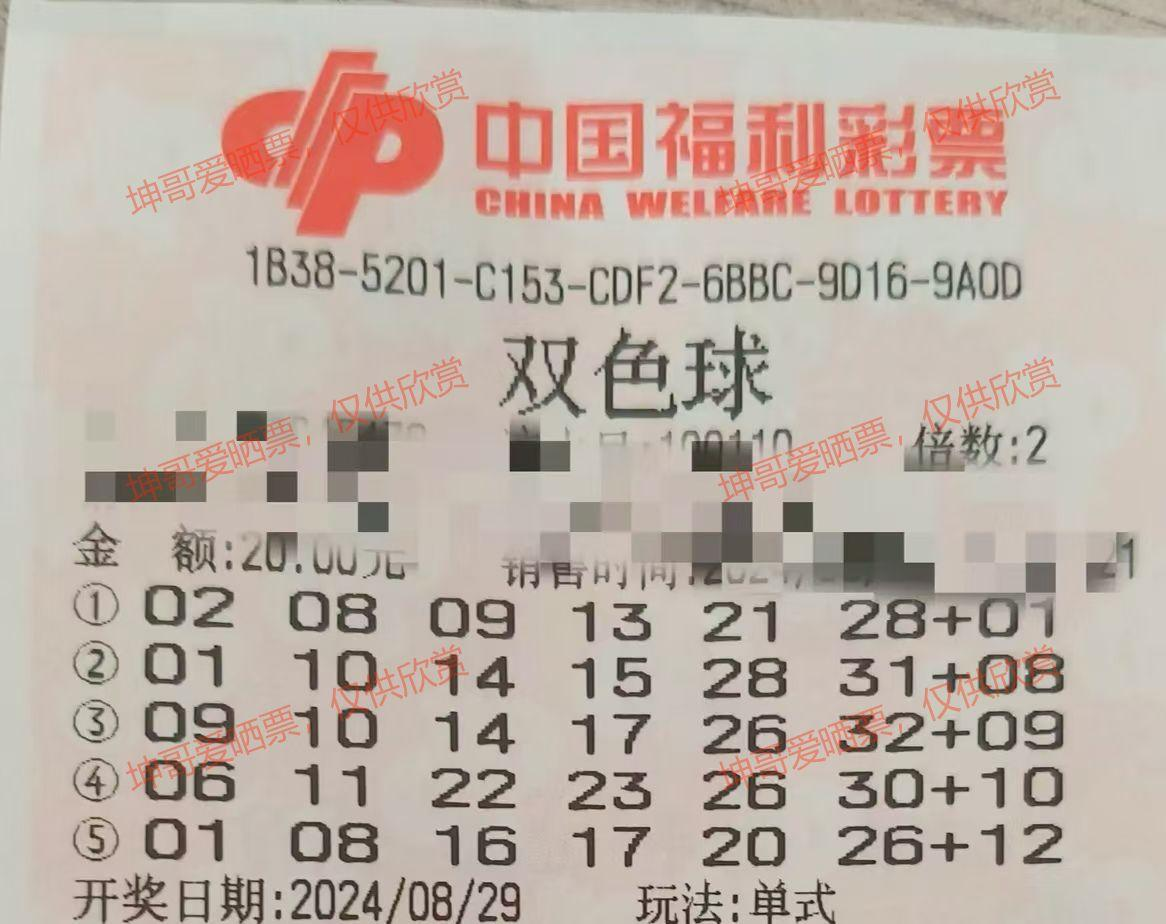 中国福利彩票
CHINA WELFARE LOTTERY
1B38-5201-C153-CDF2-6BBC-9D16-9A0D
双色球
倍数:2
金 额:20.00元 销售时间:
① 02 08 09 13 21 28+01
② 01 10 14 15 28 31+08
③ 09 10 14 17 26 32+09
④ 06 11 22 23 26 30+10
⑤ 01 08 16 17 20 26+12
开奖日期:2024/08/29 玩法:单式
坤哥爱晒票,仅供欣赏
坤哥爱晒票,仅供欣赏
坤哥爱晒票,仅供欣赏
坤哥爱晒票,仅供欣赏
坤哥爱晒票,仅供欣赏
坤哥爱晒票,仅供欣赏